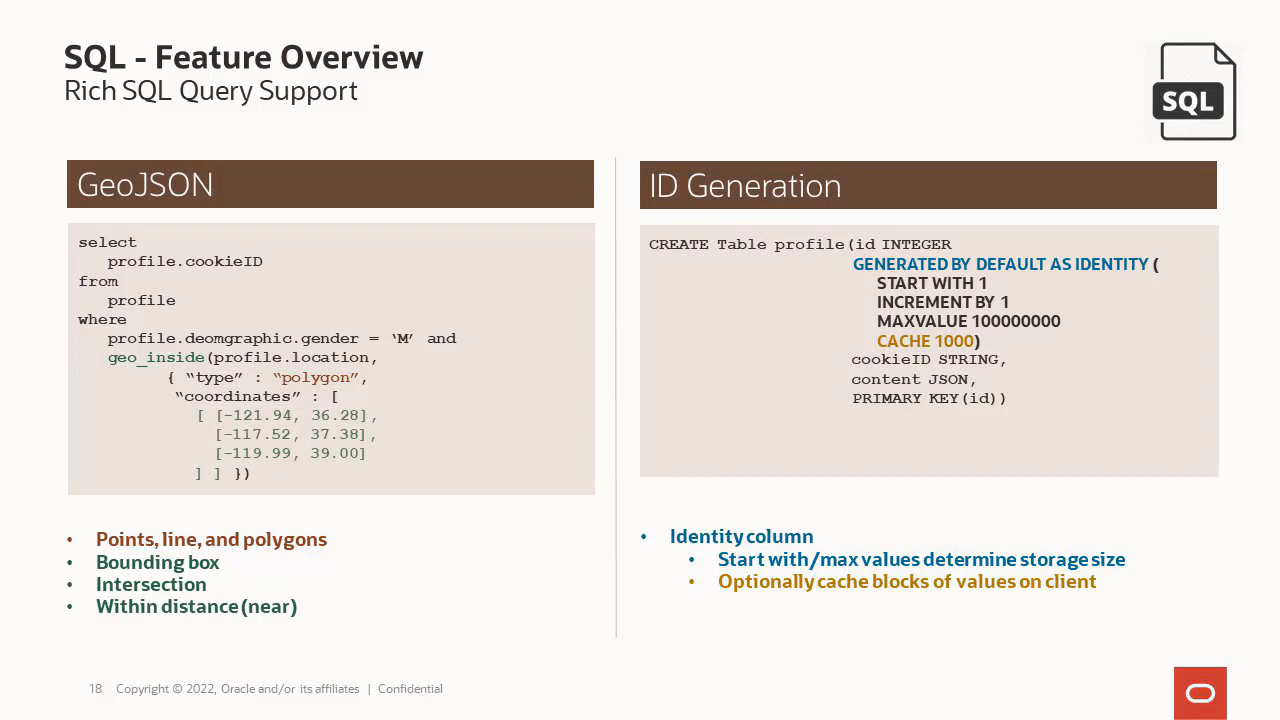 SQL - Feature Overview
Rich SQL Query Support
SQL
GeoJSON
select
profile.cookieID
from
profile
where
profile.deomgraphic.gender = ‘M’ and
geo_inside(profile.location,
{ “type” : “polygon”,
“coordinates” : [
[ [-121.94, 36.28],
[-117.52, 37.38],
[-119.99, 39.00]
] ] })
• Points, line, and polygons
• Bounding box
• Intersection
• Within distance (near)
ID Generation
CREATE Table profile(id INTEGER
GENERATED BY DEFAULT AS IDENTITY (
START WITH 1
INCREMENT BY 1
MAXVALUE 100000000
CACHE 1000)
cookieID STRING,
content JSON,
PRIMARY KEY(id))
• Identity column
• Start with/max values determine storage size
• Optionally cache blocks of values on client
18 Copyright © 2022, Oracle and/or its affiliates | Confidential